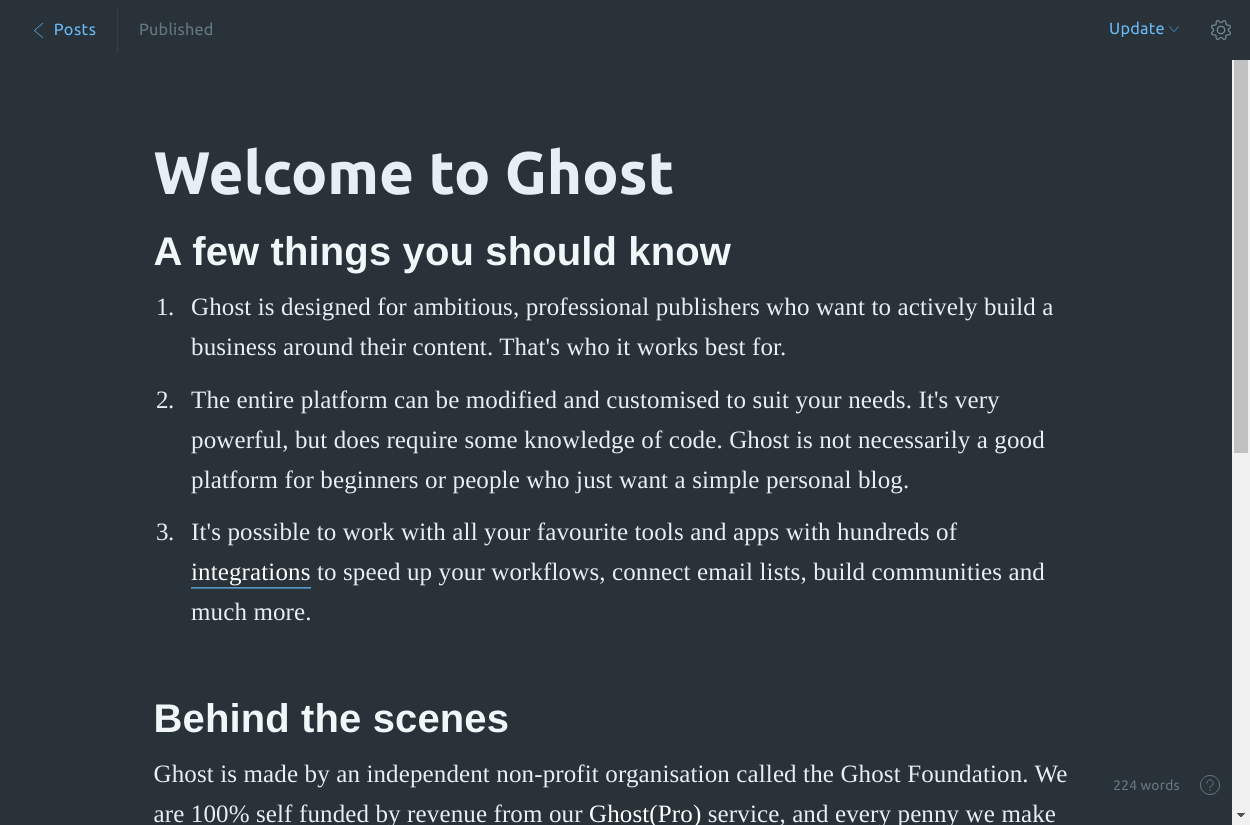 Posts
Published
Update
Welcome to Ghost
A few things you should know
1. Ghost is designed for ambitious, professional publishers who want to actively build a
business around their content. That's who it works best for.
2. The entire platform can be modified and customised to suit your needs. It's very
powerful, but does require some knowledge of code. Ghost is not necessarily a good
platform for beginners or people who just want a simple personal blog.
3. It's possible to work with all your favourite tools and apps with hundreds of
integrations to speed up your workflows, connect email lists, build communities and
much more.
Behind the scenes
Ghost is made by an independent non-profit organisation called the Ghost Foundation. We
are 100% self funded by revenue from our Ghost(Pro) service, and every penny we make
224 words
?